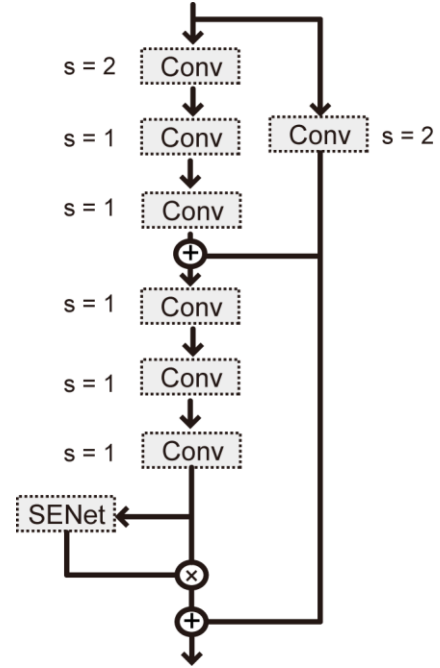 s = 2 Conv
s = 1 Conv
Conv s = 2
s = 1 Conv
+
s = 1 Conv
s = 1 Conv
s = 1 Conv
SENet
×
+